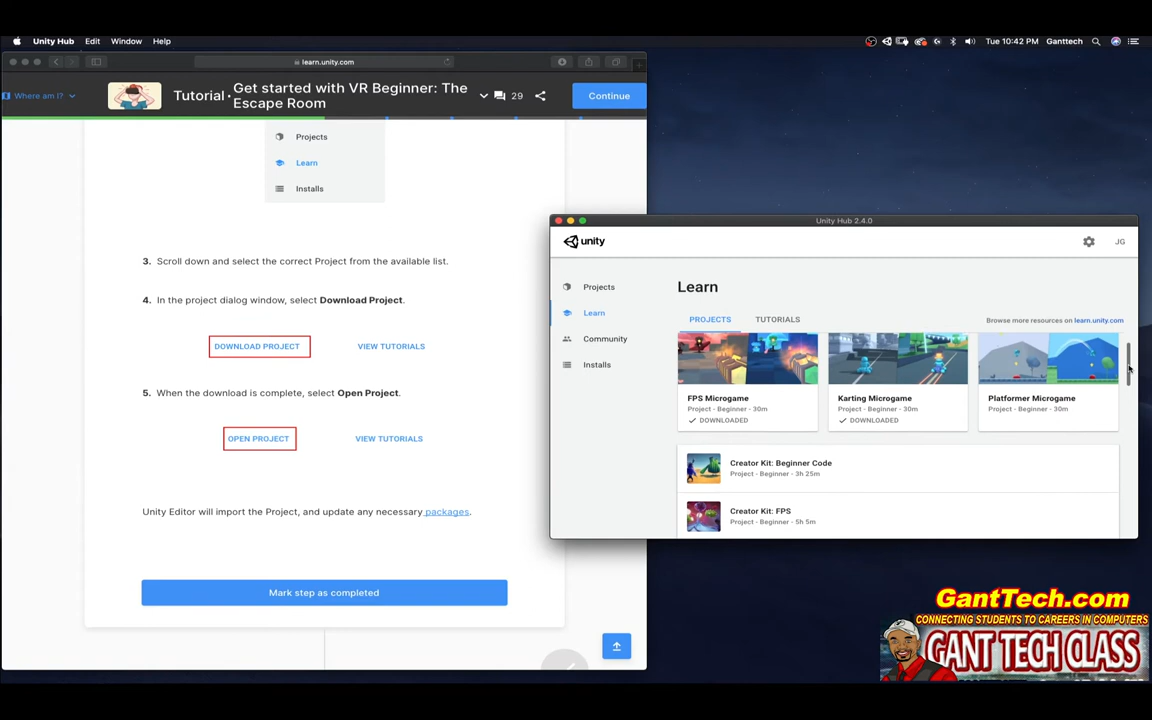 Unity Hub Edit Window Help
Tue 10:42 PM Ganttech
learn.unity.com
Where am I?
Tutorial · Get started with VR Beginner: The
Escape Room
29
Continue
Projects
Learn
Installs
3. Scroll down and select the correct Project from the available list.
4. In the project dialog window, select Download Project.
DOWNLOAD PROJECT VIEW TUTORIALS
5. When the download is complete, select Open Project.
OPEN PROJECT VIEW TUTORIALS
Unity Editor will import the Project, and update any necessary packages.
Mark step as completed
Unity Hub 2.4.0
unity
JG
Projects
Learn
Community
Installs
Learn
PROJECTS TUTORIALS
Browse more resources on learn.unity.com
FPS Microgame
Project - Beginner - 30m
DOWNLOADED
Karting Microgame
Project - Beginner - 30m
DOWNLOADED
Platformer Microgame
Project - Beginner - 30m
Creator Kit: Beginner Code
Project - Beginner - 3h 25m
Creator Kit: FPS
Project - Beginner - 5h 5m
GantTech.com
CONNECTING STUDENTS TO CAREERS IN COMPUTERS
GANT TECH CLASS